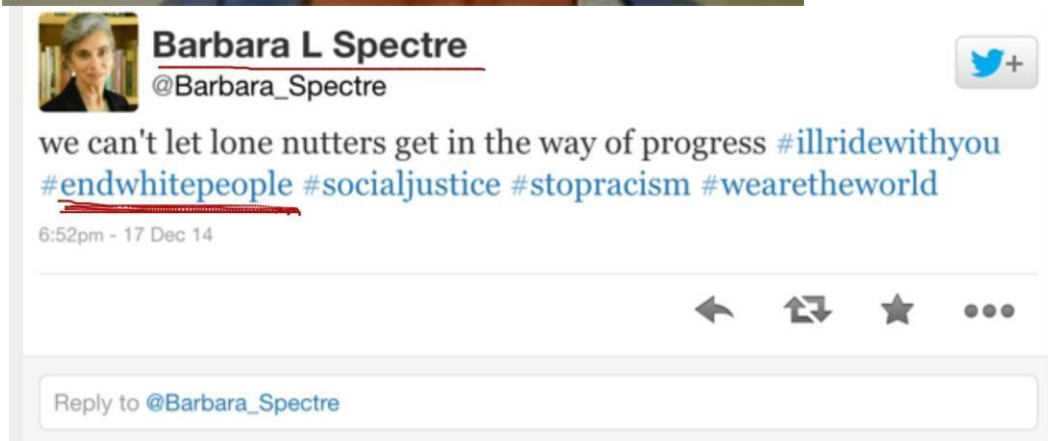 Barbara L Spectre
@Barbara_Spectre
we can't let lone nutters get in the way of progress #illridewithyou
#endwhitepeople #socialjustice #stopracism #wearetheworld
6:52pm - 17 Dec 14
Reply to @Barbara_Spectre